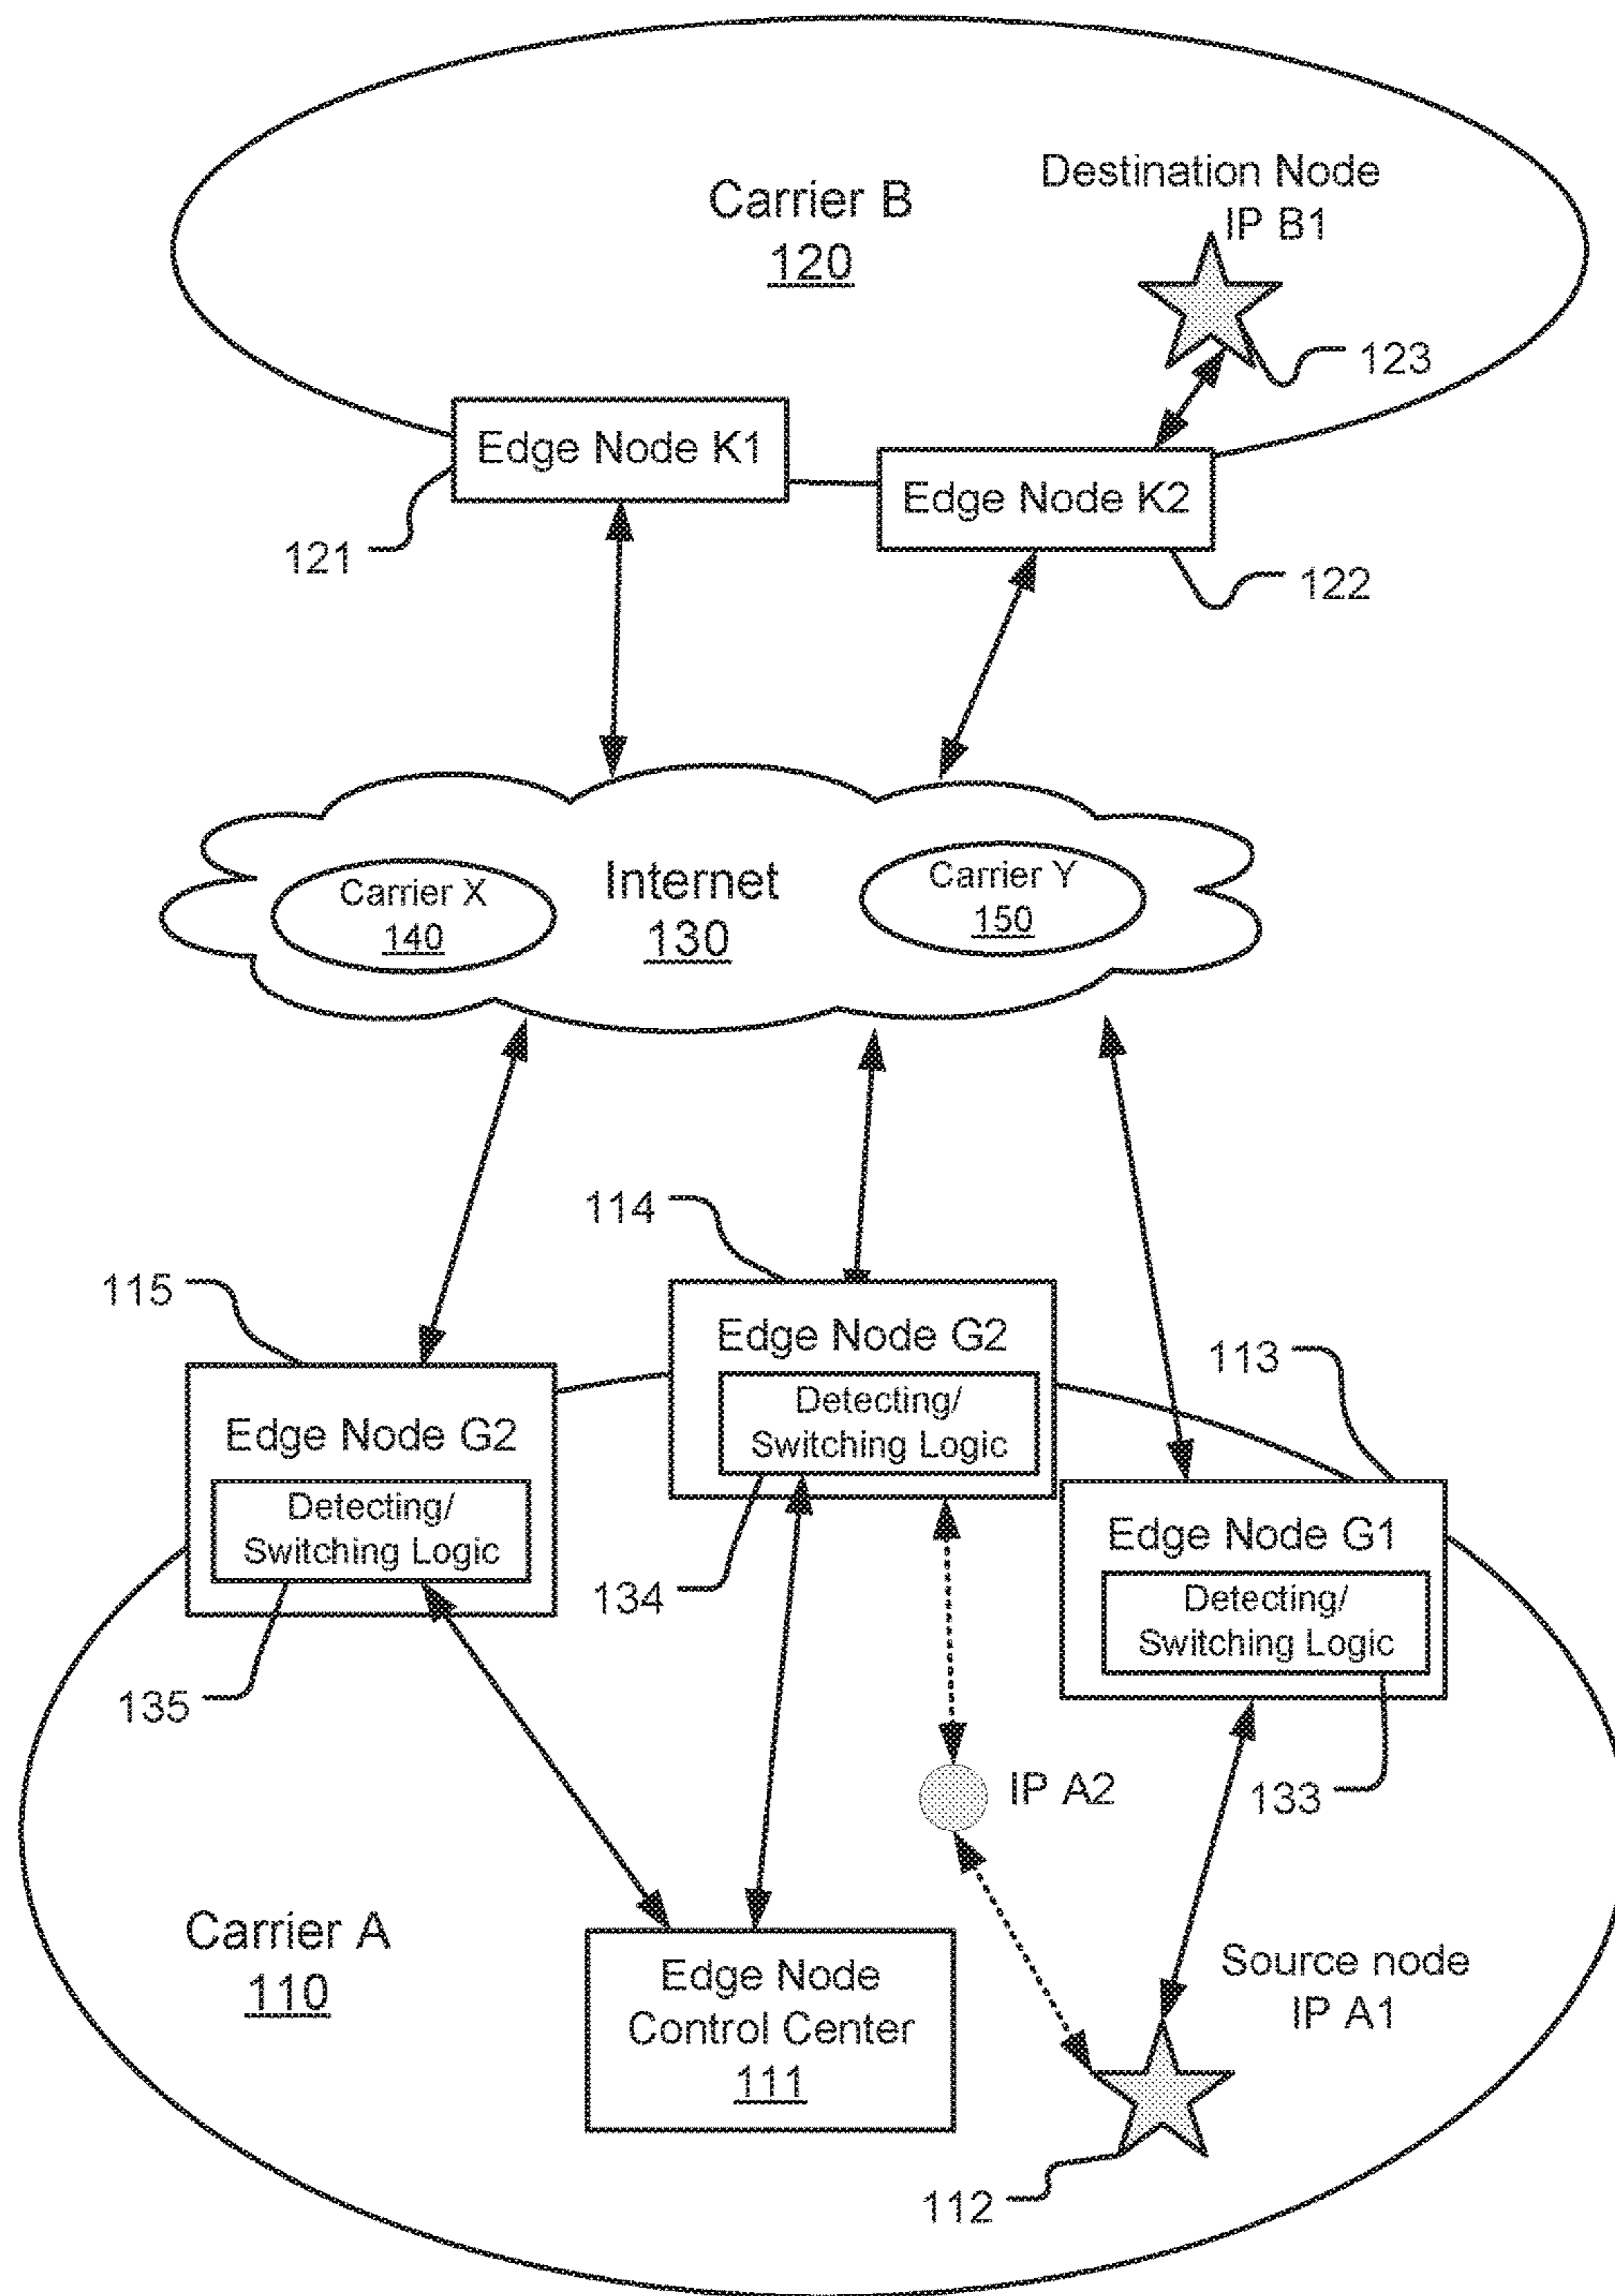 Carrier B
120
Destination Node
IP B1
123
Edge Node K1
Edge Node K2
121
122
Carrier X
140
Internet
130
Carrier Y
150
114
115
113
Edge Node G2
Detecting/
Switching Logic
Edge Node G2
Detecting/
Switching Logic
Edge Node G1
Detecting/
Switching Logic
134
135
133
IP A2
Carrier A
110
Edge Node
Control Center
111
Source node
IP A1
112